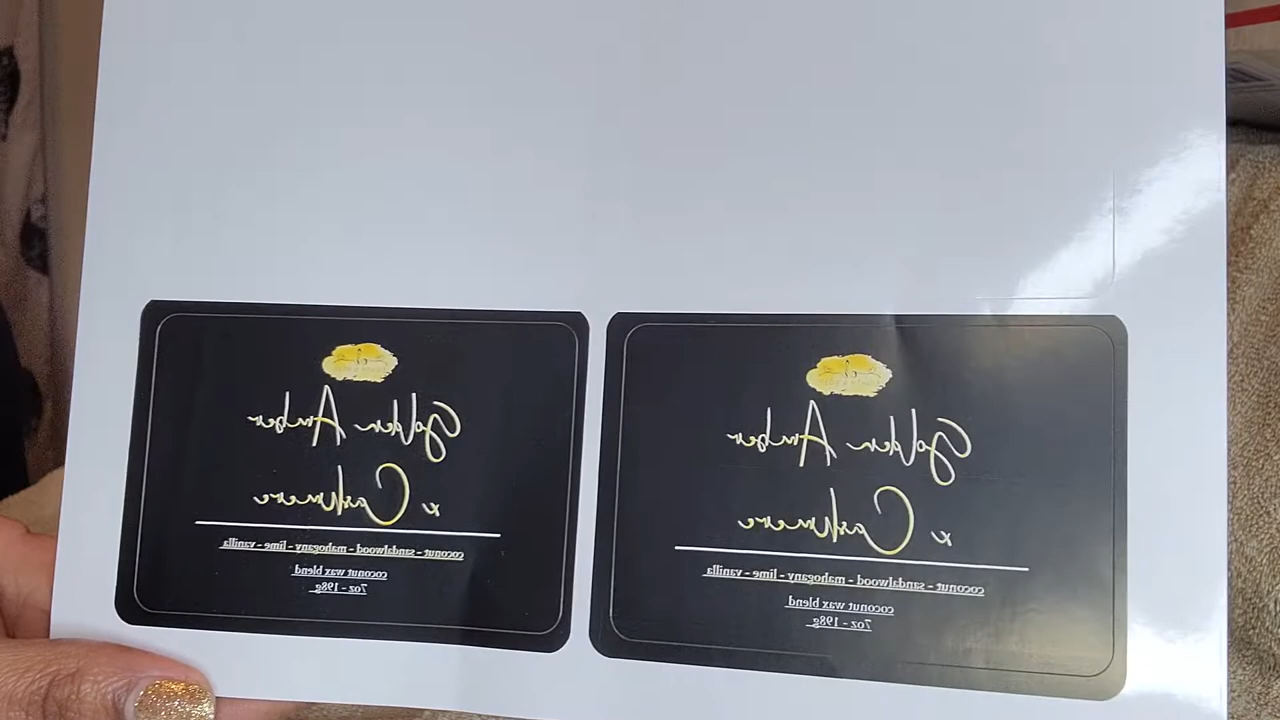 Golden Amber
x Cashmere
coconut - sandalwood - mahogany - lime - vanilla
coconut wax blend
7oz - 198g
Golden Amber
x Cashmere
coconut - sandalwood - mahogany - lime - vanilla
coconut wax blend
7oz - 198g